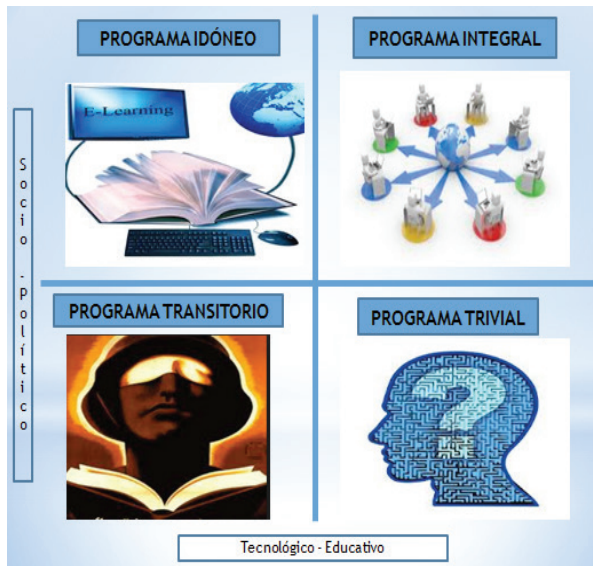 PROGRAMA IDÓNEO
PROGRAMA INTEGRAL
E-Learning
Socio-Político
PROGRAMA TRANSITORIO
PROGRAMA TRIVIAL
Tecnológico - Educativo